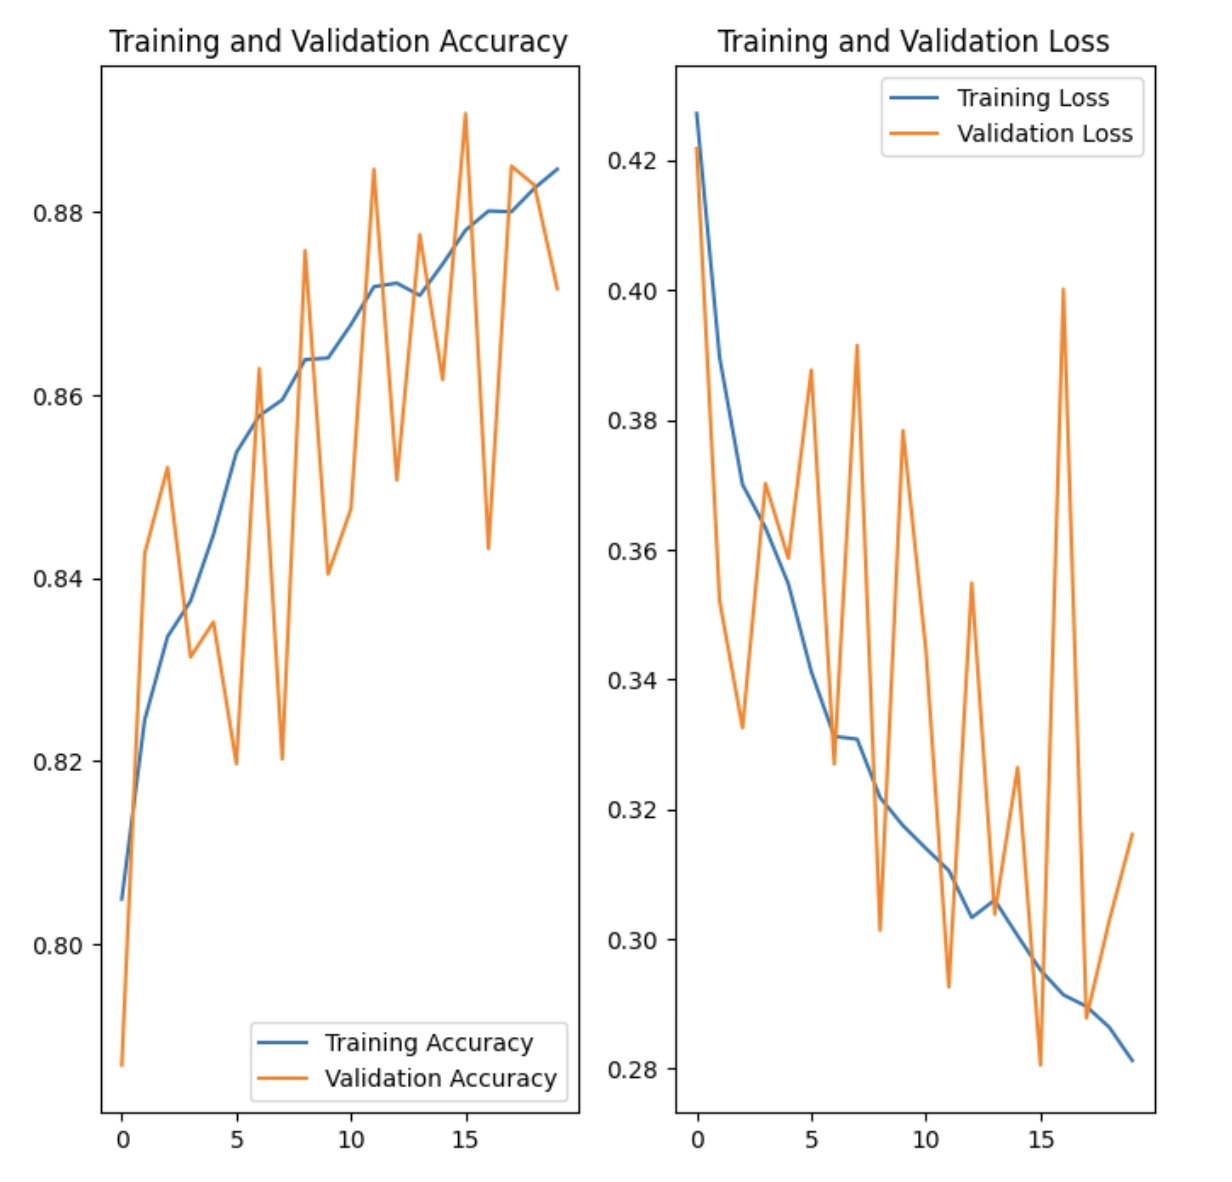 Training and Validation Accuracy
0.88
0.86
0.84
0.82
0.80
Training Accuracy
Validation Accuracy
0 5 10 15
Training and Validation Loss
Training Loss
Validation Loss
0.42
0.40
0.38
0.36
0.34
0.32
0.30
0.28
0 5 10 15